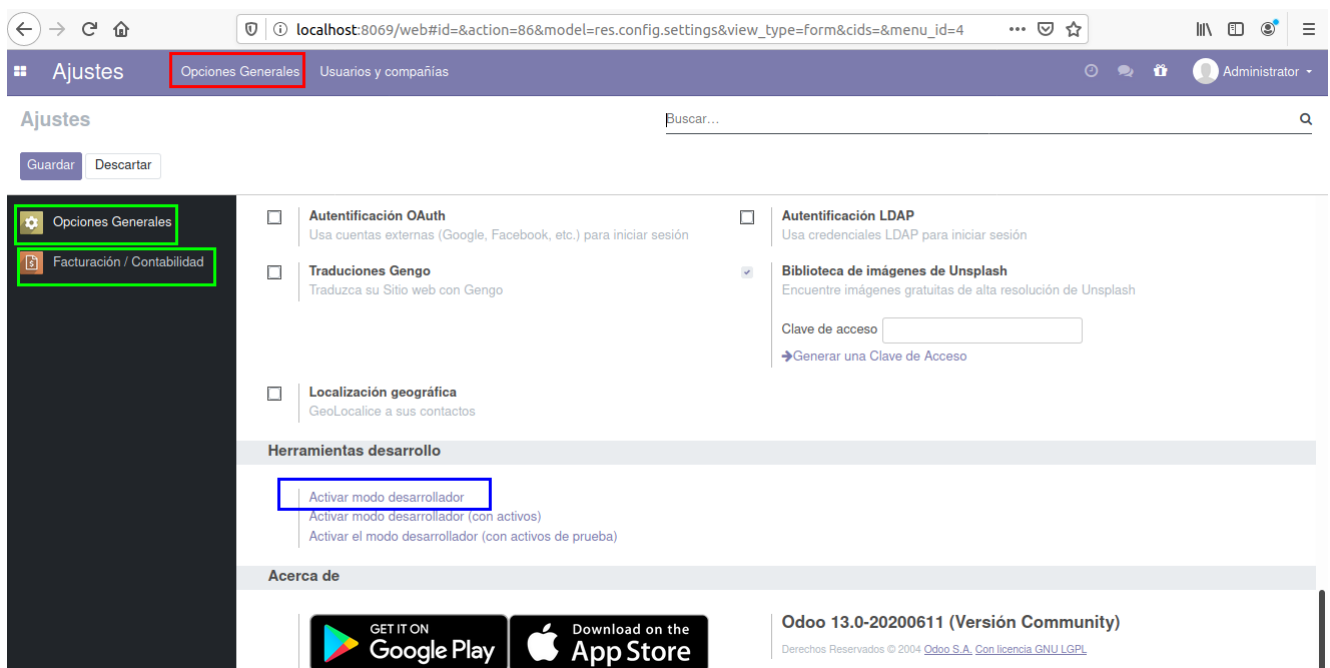 localhost:8069/web#id=&action=86&model=res.config.settings&view_type=form&cids=&menu_id=4
Ajustes
Opciones Generales
Usuarios y compañías
Administrator
Ajustes
Buscar...
Guardar
Descartar
Opciones Generales
Facturación / Contabilidad
Autentificación OAuth
Usa cuentas externas (Google, Facebook, etc.) para iniciar sesión
Autentificación LDAP
Usa credenciales LDAP para iniciar sesión
Traduciones Gengo
Traduzca su Sitio web con Gengo
Biblioteca de imágenes de Unsplash
Encuentre imágenes gratuitas de alta resolución de Unsplash
Clave de acceso
Generar una Clave de Acceso
Localización geográfica
GeoLocalice a sus contactos
Herramientas desarrollo
Activar modo desarrollador
Activar modo desarrollador (con activos)
Activar el modo desarrollador (con activos de prueba)
Acerca de
GET IT ON
Google Play
Download on the
App Store
Odoo 13.0-20200611 (Versión Community)
Derechos Reservados © 2004 Odoo S.A. Con licencia GNU LGPL